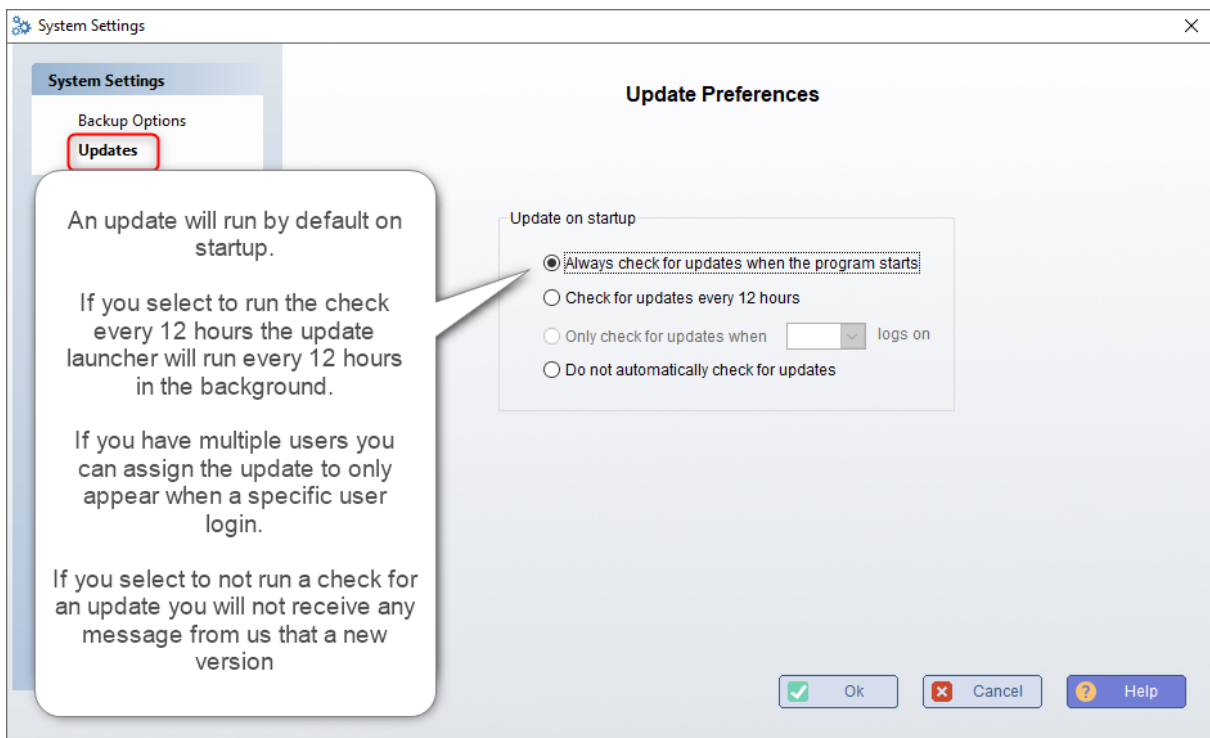 System Settings
System Settings
Backup Options
Updates
Update Preferences
An update will run by default on
startup.
If you select to run the check
every 12 hours the update
launcher will run every 12 hours
in the background.
If you have multiple users you
can assign the update to only
appear when a specific user
login.
If you select to not run a check for
an update you will not receive any
message from us that a new
version
Update on startup
Always check for updates when the program starts
Check for updates every 12 hours
Only check for updates when logs on
Do not automatically check for updates
Ok
Cancel
? Help